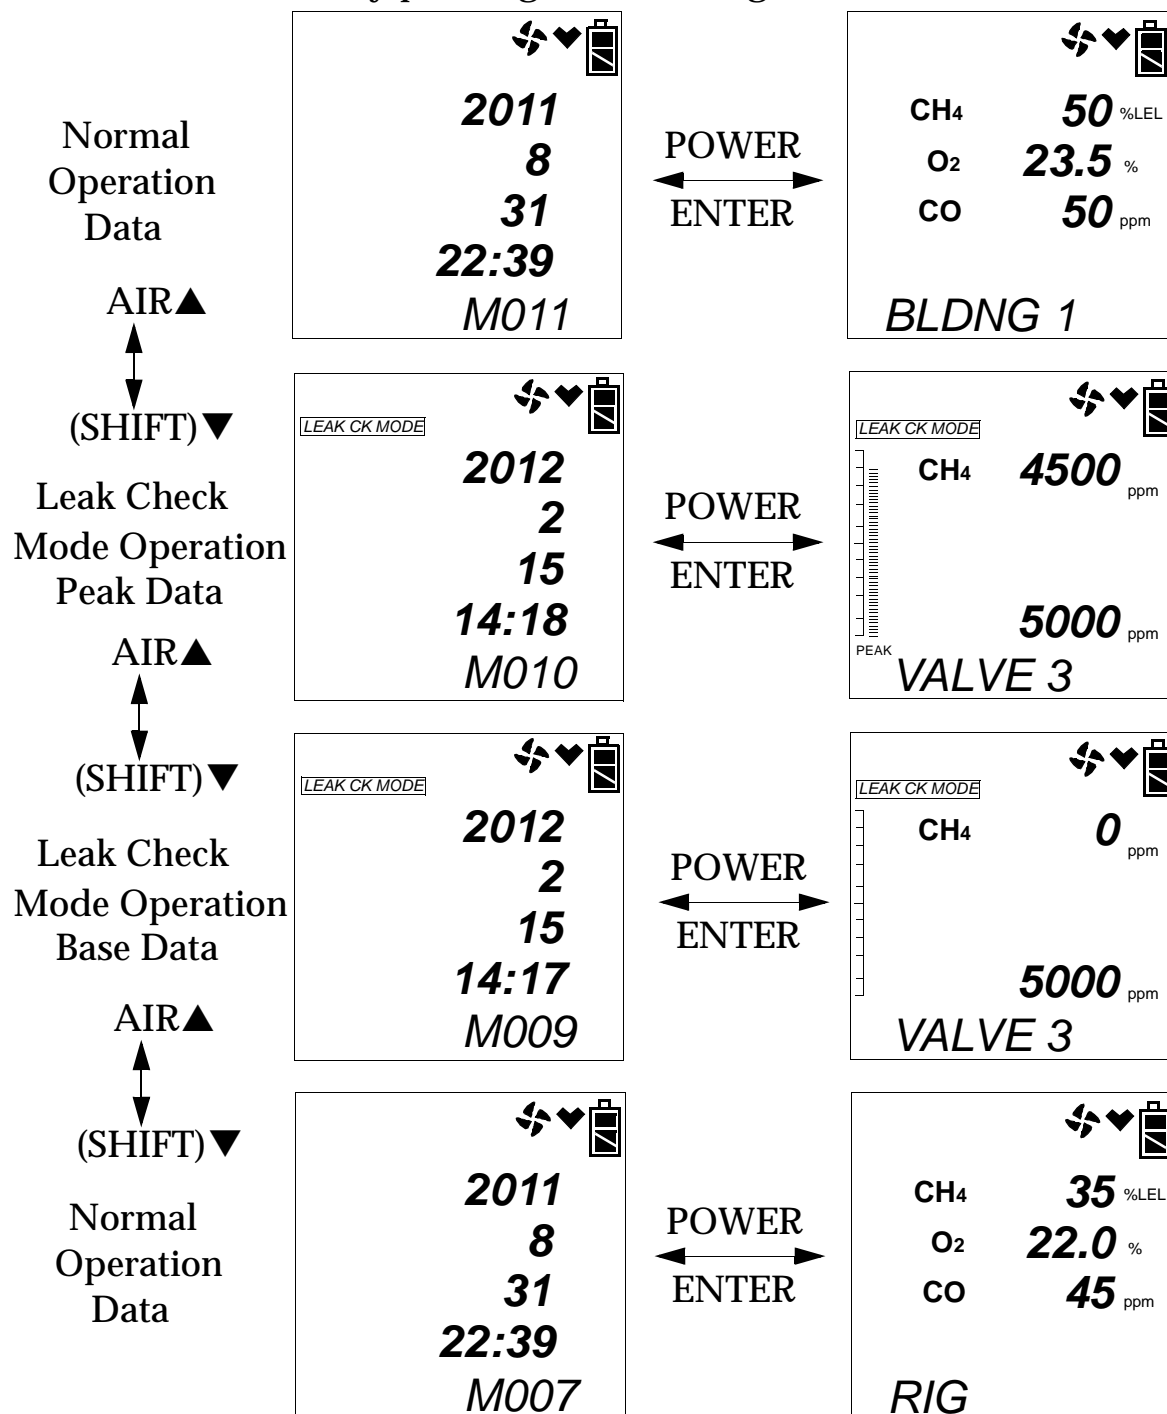 2011
8
31
22:39
M011
Normal
Operation
Data
POWER
ENTER
CH4 50 %LEL
O2 23.5 %
CO 50 ppm
BLDNG 1
AIR▲
(SHIFT)▼
LEAK CK MODE
2012
2
15
14:18
M010
Leak Check
Mode Operation
Peak Data
POWER
ENTER
LEAK CK MODE
CH4 4500 ppm
5000 ppm
PEAK
VALVE 3
AIR▲
(SHIFT)▼
LEAK CK MODE
2012
2
15
14:17
M009
Leak Check
Mode Operation
Base Data
POWER
ENTER
LEAK CK MODE
CH4 0 ppm
5000 ppm
VALVE 3
AIR▲
(SHIFT)▼
2011
8
31
22:39
M007
Normal
Operation
Data
POWER
ENTER
CH4 35 %LEL
O2 22.0 %
CO 45 ppm
RIG